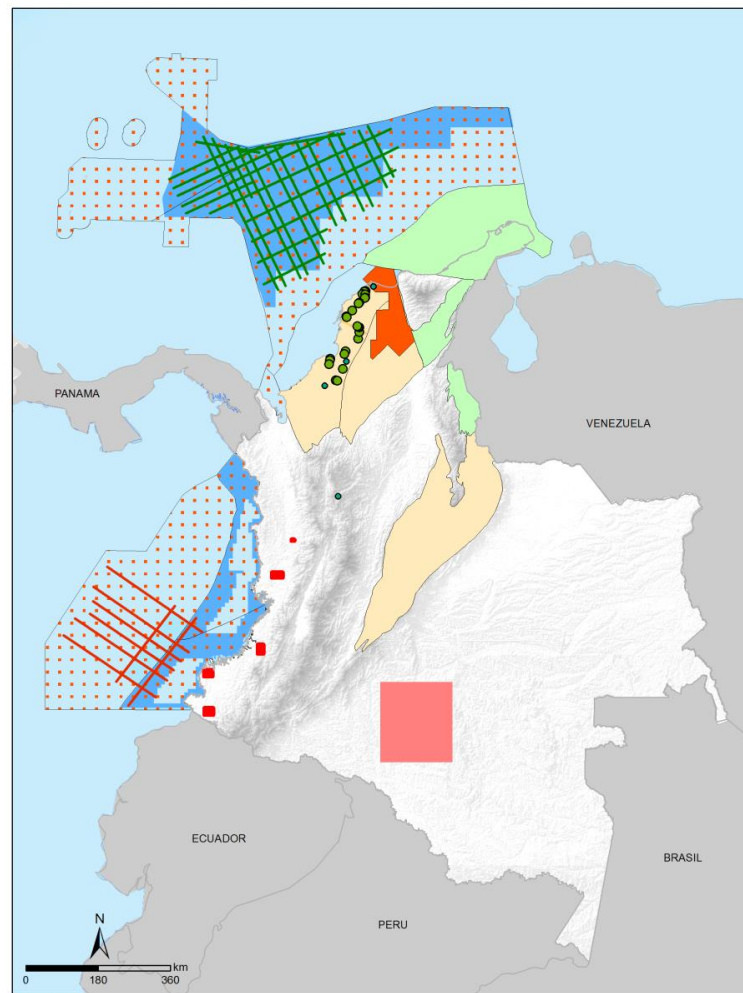 PANAMA
VENEZUELA
ECUADOR
BRASIL
PERU
N
km
0 180 360